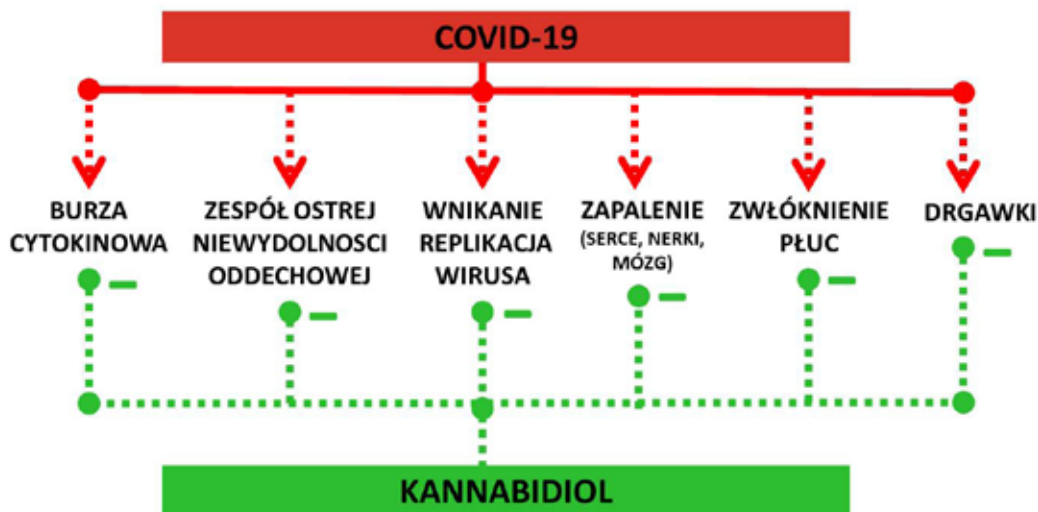 COVID-19
BURZA
CYTOKINOWA
ZESPÓŁ OSTREJ
NIEWYDOLNOSCI
ODDECHOWEJ
WNIKANIE
REPLIKACJA
WIRUSA
ZAPALENIE
(SERCE, NERKI,
MÓZG)
ZWŁÓKNIENIE
PŁUC
DRGAWKI
KANNABIDIOL